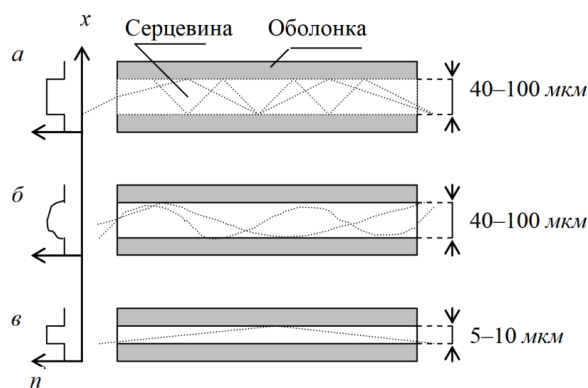 x
Серцевина
Оболонка
а
40–100 мкм
б
40–100 мкм
в
5–10 мкм
n